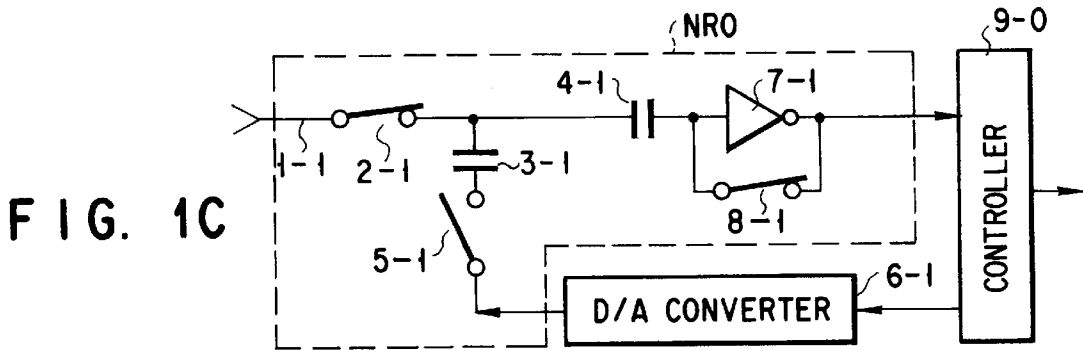 NR0
9-0
4-1
7-1
1-1
2-1
3-1
8-1
CONTROLLER
FIG. 1C
5-1
6-1
D/A CONVERTER